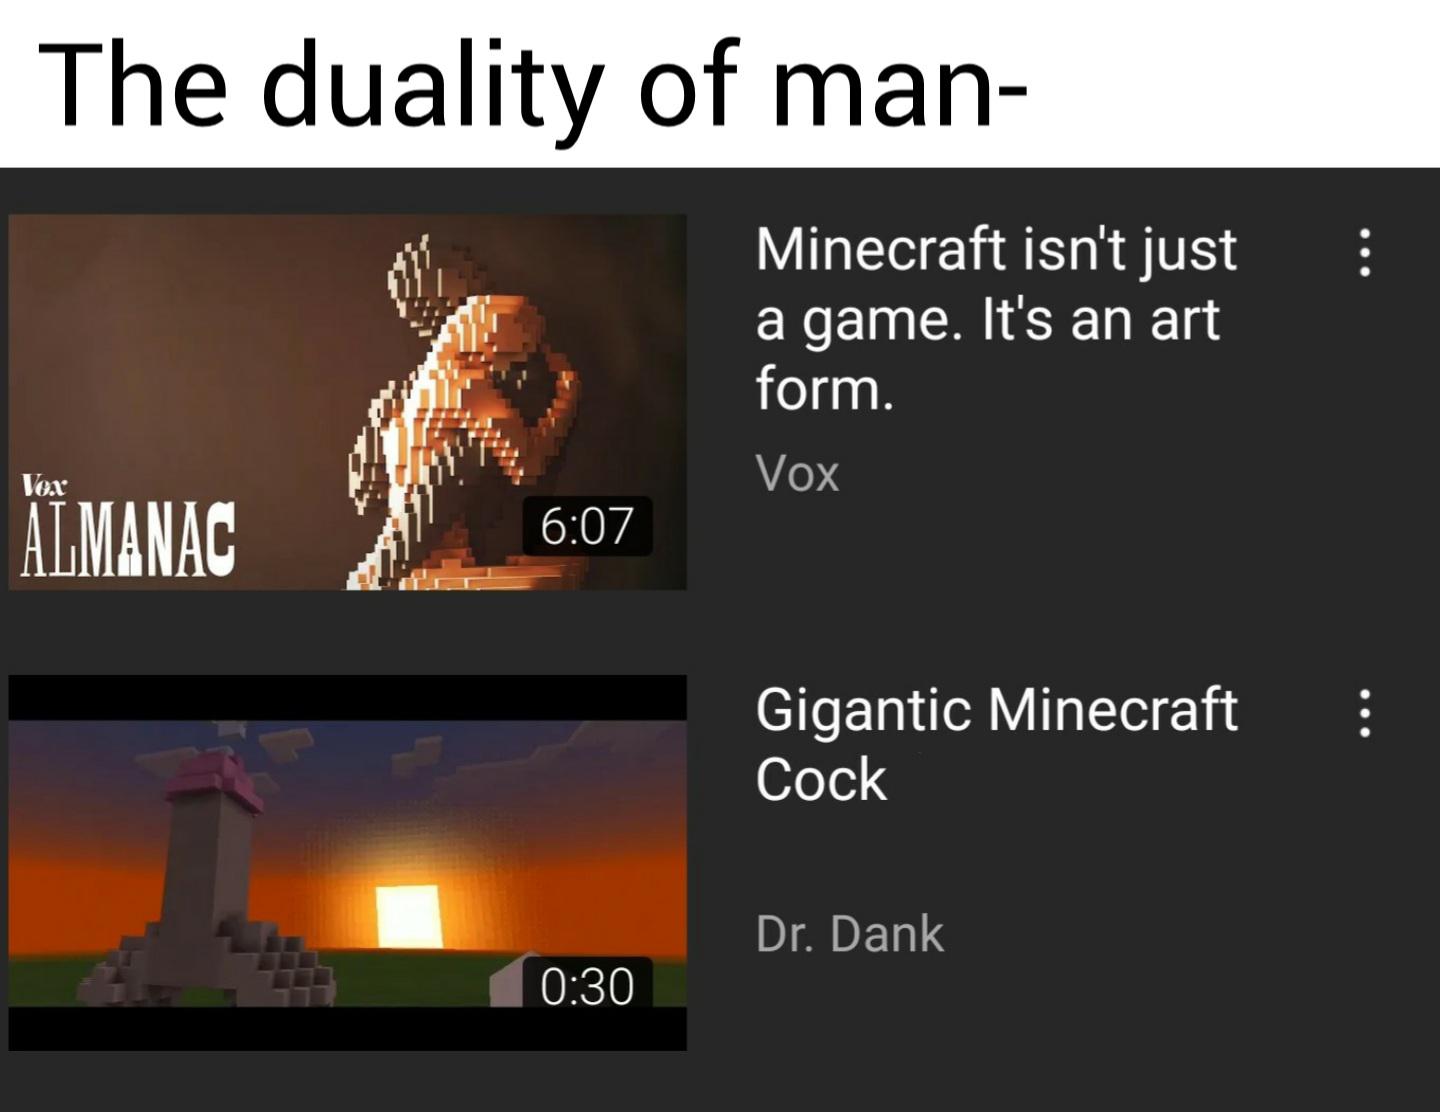 The duality of man-
Minecraft isn't just
a game. It's an art
form.
Vox
Vox
ALMANAC
6:07
Gigantic Minecraft
Cock
Dr. Dank
0:30